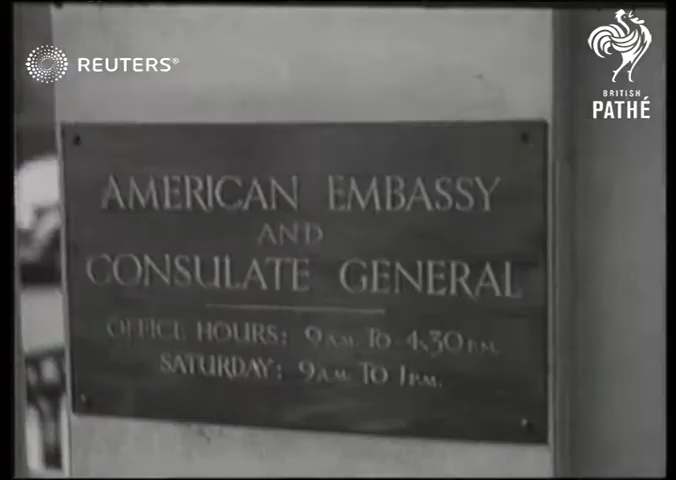 REUTERS®
BRITISH
PATHÉ
AMERICAN EMBASSY
AND
CONSULATE GENERAL
OFFICE HOURS: 9 A.M. TO 4.30 P.M.
SATURDAY: 9 A.M. TO 1 P.M.